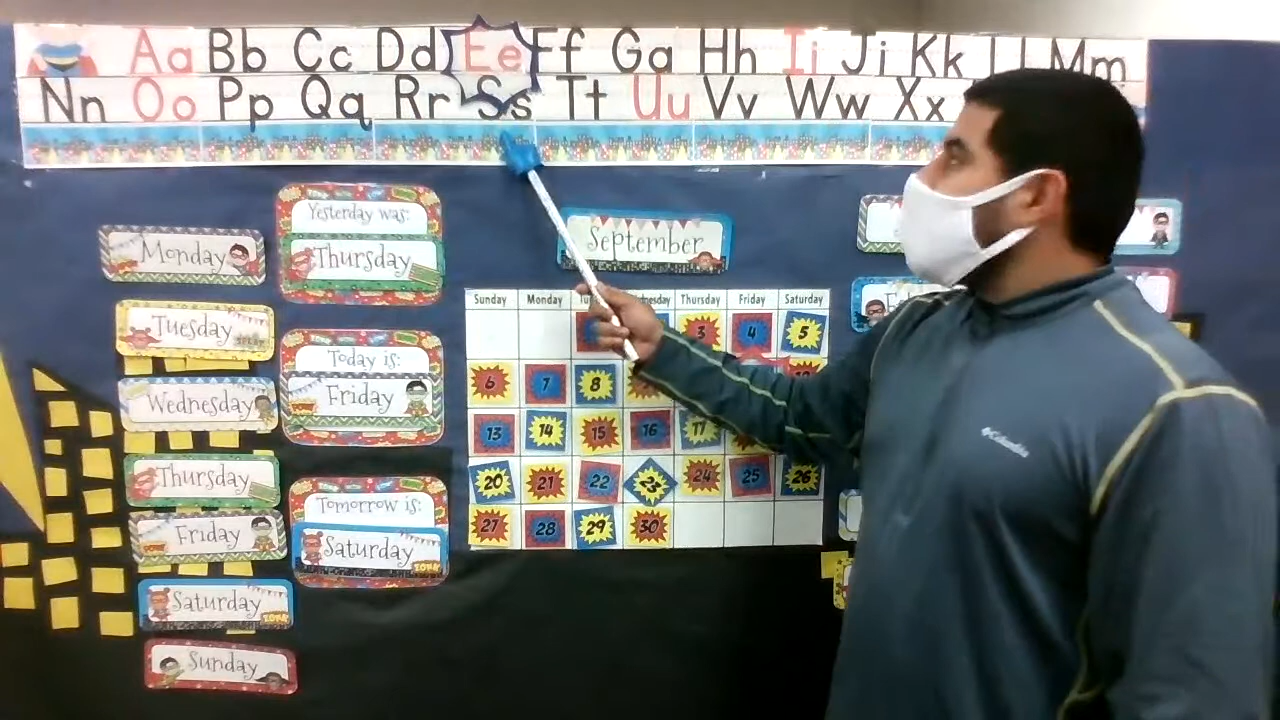 Aa Bb Cc Dd Ee Ff Gg Hh Ii Jj Kk Ll Mm
Nn Oo Pp Qq Rr Ss Tt Uu Vv Ww Xx
Yesterday was:
Thursday
Today is:
Friday
Tomorrow is:
Saturday
Monday
Tuesday
Wednesday
Thursday
Friday
Saturday
Sunday
September
Sunday Monday Thursday Friday Saturday
3 4 5
6 7 8
13 14 15 16 17
20 21 22 23 24 25 26
27 28 29 30
Columbia